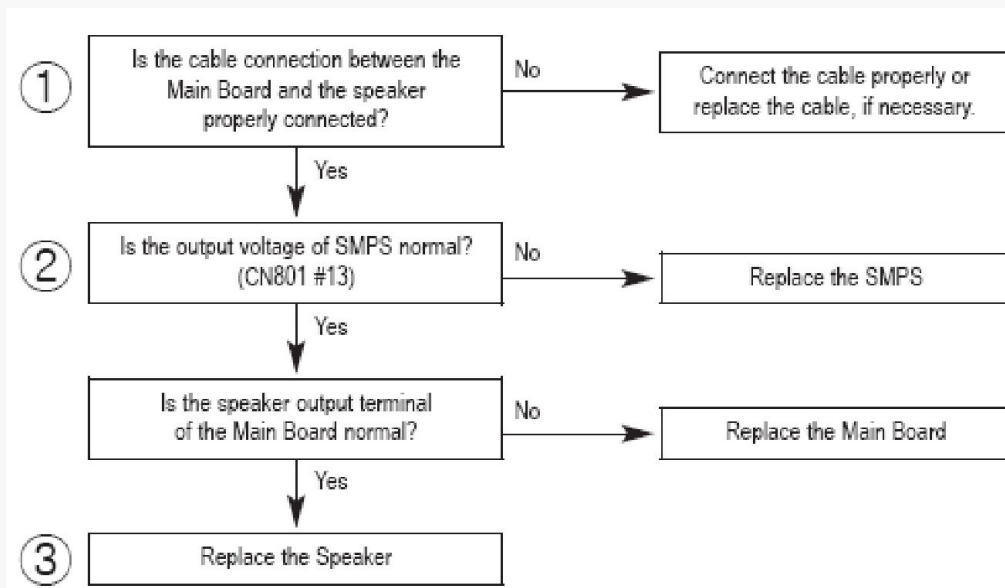 1
Is the cable connection between the
Main Board and the speaker
properly connected?
No
Connect the cable properly or
replace the cable, if necessary.
Yes
2
Is the output voltage of SMPS normal?
(CN801 #13)
No
Replace the SMPS
Yes
Is the speaker output terminal
of the Main Board normal?
No
Replace the Main Board
Yes
3
Replace the Speaker